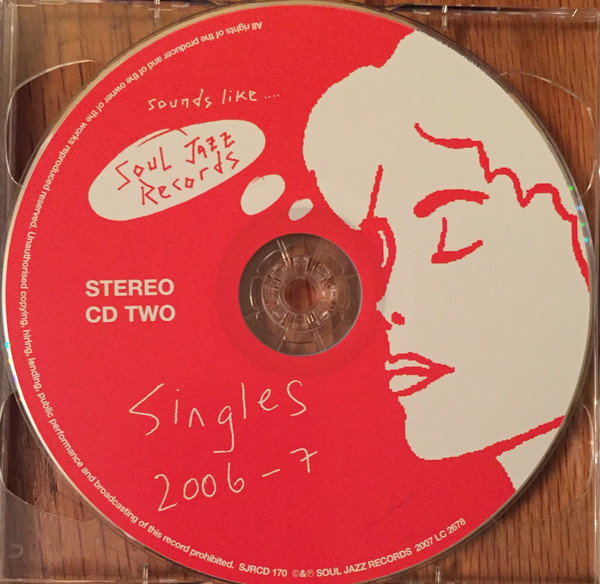 All rights of the producer and of the owner of the works reproduced reserved. Unauthorised copying, hiring, lending, public performance and broadcasting of this record prohibited. SJRCD 170 ©&℗ SOUL JAZZ RECORDS 2007 LC 2678
sounds like ....
SOUL JAZZ
RECORDS
STEREO
CD TWO
Singles
2006-7